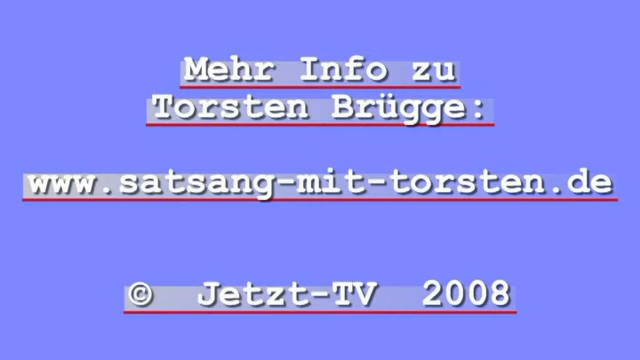 Mehr Info zu
Torsten Brügge:
www.satsang-mit-torsten.de
© Jetzt-TV 2008